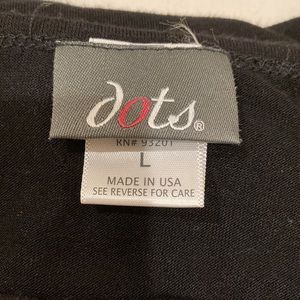 dots®
RN# 93201
L
MADE IN USA
SEE REVERSE FOR CARE